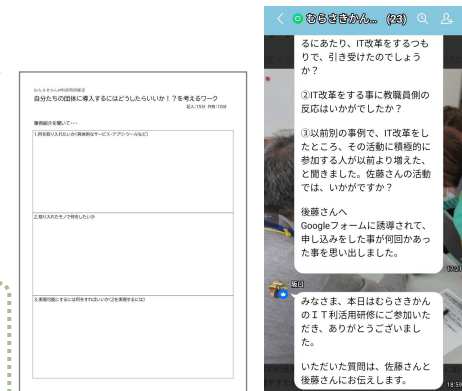 むらさきかんIT利活用研修②
自分たちの団体に導入するにはどうしたらいいか！？を考えるワーク
記入：15分 共有：10分
事例紹介を聞いて・・・
1.何を取り入れたいか(具体的なサービス・アプリ・ツールなど)
2.取り入れたモノで何をしたいか
3.実現可能にするには何をすればいいか(2を実現するには)
むらさきかん... (23)
るにあたり、IT改革をするつも
りで、引き受けたのでしょう
か？
②IT改革をする事に教職員側の
反応はいかがでしたか？
③以前別の事例で、IT改革をし
たところ、その活動に積極的に
参加する人が以前より増えた、
と聞きました。佐藤さんの活動
では、いかがですか？
後藤さんへ
Googleフォームに誘導されて、
申し込みをした事が何回かあっ
た事を思い出しました。
17:21
阪口
みなさま、本日はむらさきかん
のＩＴ利活用研修にご参加いた
だき、ありがとうございまし
た。
いただいた質問は、佐藤さんと
後藤さんにお伝えします。
18:59